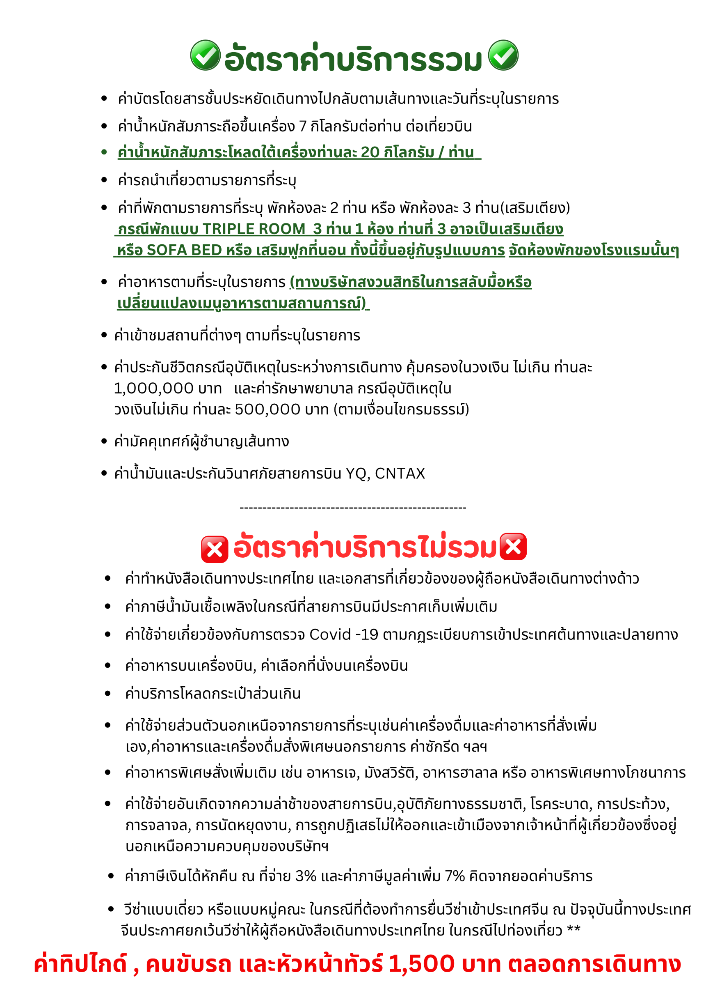 อัตราค่าบริการรวม
• ค่าบัตรโดยสารชั้นประหยัดเดินทางไปกลับตามเส้นทางและวันที่ระบุในรายการ
• ค่าน้ำหนักสัมภาระถือขึ้นเครื่อง 7 กิโลกรัมต่อท่าน ต่อเที่ยวบิน
• ค่าน้ำหนักสัมภาระโหลดใต้เครื่องท่านละ 20 กิโลกรัม / ท่าน
• ค่ารถนำเที่ยวตามรายการที่ระบุ
• ค่าที่พักตามรายการที่ระบุ พักห้องละ 2 ท่าน หรือ พักห้องละ 3 ท่าน(เสริมเตียง)
กรณีพักแบบ TRIPLE ROOM 3 ท่าน 1 ห้อง ท่านที่ 3 อาจเป็นเสริมเตียง
หรือ SOFA BED หรือ เสริมฟูกที่นอน ทั้งนี้ขึ้นอยู่กับรูปแบบการ จัดห้องพักของโรงแรมนั้นๆ
• ค่าอาหารตามที่ระบุในรายการ (ทางบริษัทสงวนสิทธิในการสลับมื้อหรือ
เปลี่ยนแปลงเมนูอาหารตามสถานการณ์)
• ค่าเข้าชมสถานที่ต่างๆ ตามที่ระบุในรายการ
• ค่าประกันชีวิตกรณีอุบัติเหตุในระหว่างการเดินทาง คุ้มครองในวงเงิน ไม่เกิน ท่านละ
1,000,000 บาท และค่ารักษาพยาบาล กรณีอุบัติเหตุใน
วงเงินไม่เกิน ท่านละ 500,000 บาท (ตามเงื่อนไขกรมธรรม์)
• ค่ามัคคุเทศก์ผู้ชำนาญเส้นทาง
• ค่าน้ำมันและประกันวินาศภัยสายการบิน YQ, CNTAX
--------------------------------------------------
อัตราค่าบริการไม่รวม
• ค่าทำหนังสือเดินทางประเทศไทย และเอกสารที่เกี่ยวข้องของผู้ถือหนังสือเดินทางต่างด้าว
• ค่าภาษีน้ำมันเชื้อเพลิงในกรณีที่สายการบินมีประกาศเก็บเพิ่มเติม
• ค่าใช้จ่ายเกี่ยวข้องกับการตรวจ Covid -19 ตามกฏระเบียบการเข้าประเทศต้นทางและปลายทาง
• ค่าอาหารบนเครื่องบิน, ค่าเลือกที่นั่งบนเครื่องบิน
• ค่าบริการโหลดกระเป๋าส่วนเกิน
• ค่าใช้จ่ายส่วนตัวนอกเหนือจากรายการที่ระบุเช่นค่าเครื่องดื่มและค่าอาหารที่สั่งเพิ่ม
เอง,ค่าอาหารและเครื่องดื่มสั่งพิเศษนอกรายการ ค่าซักรีด ฯลฯ
• ค่าอาหารพิเศษสั่งเพิ่มเติม เช่น อาหารเจ, มังสวิรัติ, อาหารฮาลาล หรือ อาหารพิเศษทางโภชนาการ
• ค่าใช้จ่ายอันเกิดจากความล่าช้าของสายการบิน,อุบัติภัยทางธรรมชาติ, โรคระบาด, การประท้วง,
การจลาจล, การนัดหยุดงาน, การถูกปฏิเสธไม่ให้ออกและเข้าเมืองจากเจ้าหน้าที่ผู้เกี่ยวข้องซึ่งอยู่
นอกเหนือความควบคุมของบริษัทฯ
• ค่าภาษีเงินได้หักคืน ณ ที่จ่าย 3% และค่าภาษีมูลค่าเพิ่ม 7% คิดจากยอดค่าบริการ
• วีซ่าแบบเดี่ยว หรือแบบหมู่คณะ ในกรณีที่ต้องทำการยื่นวีซ่าเข้าประเทศจีน ณ ปัจจุบันนี้ทางประเทศ
จีนประกาศยกเว้นวีซ่าให้ผู้ถือหนังสือเดินทางประเทศไทย ในกรณีไปท่องเที่ยว **
ค่าทิปไกด์ , คนขับรถ และหัวหน้าทัวร์ 1,500 บาท ตลอดการเดินทาง